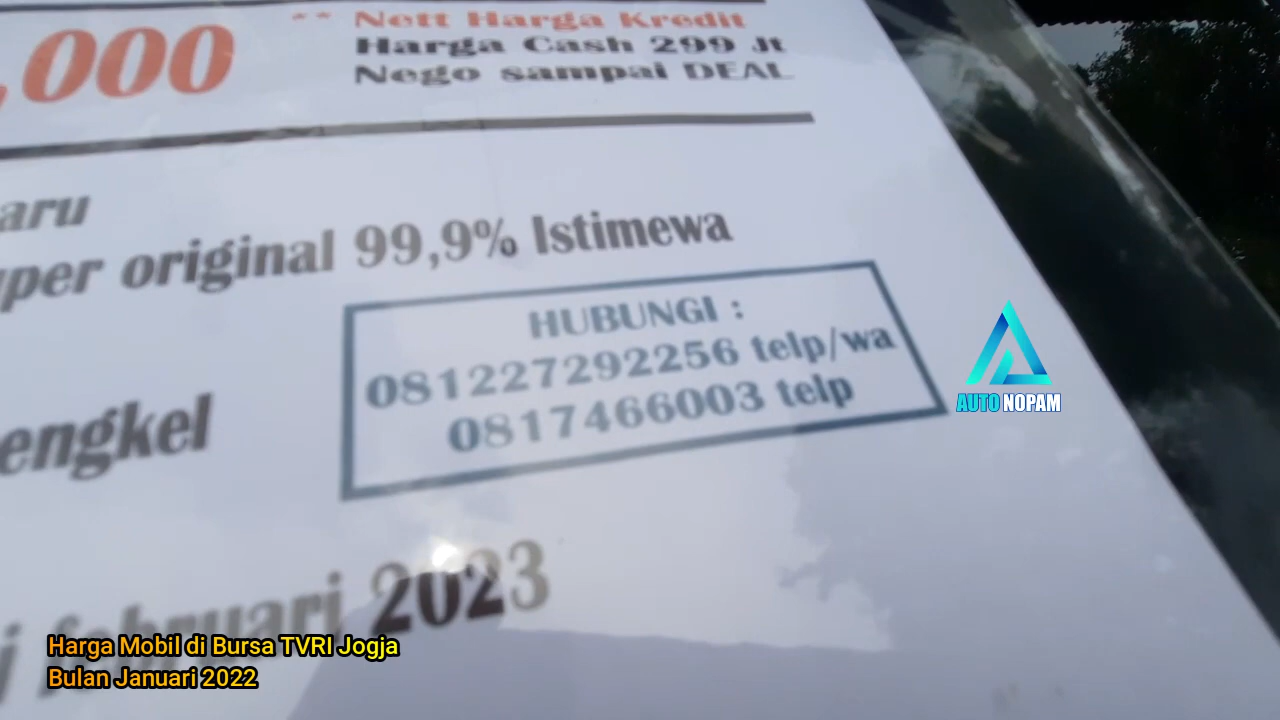 ,000
** Nett Harga Kredit
Harga Cash 299 Jt
Nego sampai DEAL
aru
per original 99,9% Istimewa
HUBUNGI :
081227292256 telp/wa
0817466003 telp
engkel
i februari 2023
AUTO NOPAM
Harga Mobil di Bursa TVRI Jogja
Bulan Januari 2022